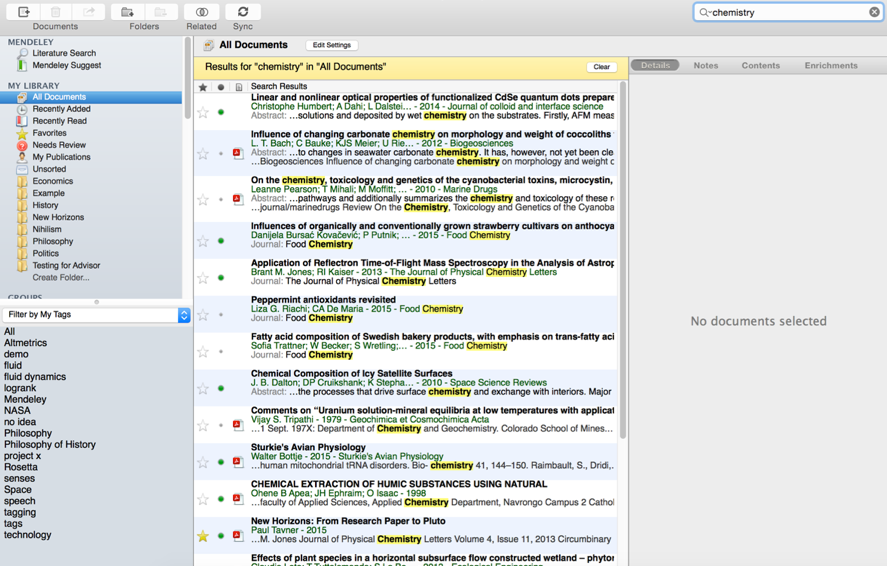 chemistry
Documents
Folders
Related
Sync
MENDELEY
Literature Search
Mendeley Suggest
MY LIBRARY
All Documents
Recently Added
Recently Read
Favorites
Needs Review
My Publications
Unsorted
Economics
Example
History
New Horizons
Nihilism
Philosophy
Politics
Testing for Advisor
Create Folder...
GROUPS
Filter by My Tags
All
Altmetrics
demo
fluid
fluid dynamics
logrank
Mendeley
NASA
no idea
Philosophy
Philosophy of History
project x
Rosetta
senses
Space
speech
tagging
tags
technology
All Documents
Edit Settings
Results for "chemistry" in "All Documents"
Clear
Search Results
Linear and nonlinear optical properties of functionalized CdSe quantum dots prepare
Christophe Humbert; A Dahi; L Dalstei... - 2014 - Journal of colloid and interface science
Abstract: ...solutions and deposited by wet chemistry on the substrates. Firstly, AFM meas
Influence of changing carbonate chemistry on morphology and weight of coccoliths
L. T. Bach; C Bauke; KJS Meier; U Rie... - 2012 - Biogeosciences
Abstract: ...to changes in seawater carbonate chemistry. It has, however, not yet been cle
...Biogeosciences Influence of changing carbonate chemistry on morphology and weight o
On the chemistry, toxicology and genetics of the cyanobacterial toxins, microcystin,
Leanne Pearson; T Mihali; M Moffitt; ... - 2010 - Marine Drugs
Abstract: ...pathways and additionally summarizes the chemistry and toxicology of these
...journal/marinedrugs Review On the Chemistry, Toxicology and Genetics of the Cyanoba
Influences of organically and conventionally grown strawberry cultivars on anthocya
Danijela Bursać Kovačević; P Putnik; ... - 2015 - Food Chemistry
Journal: Food Chemistry
Application of Reflectron Time-of-Flight Mass Spectroscopy in the Analysis of Astrop
Brant M. Jones; RI Kaiser - 2013 - The Journal of Physical Chemistry Letters
Journal: The Journal of Physical Chemistry Letters
Peppermint antioxidants revisited
Liza G. Riachi; CA De Maria - 2015 - Food Chemistry
Journal: Food Chemistry
Fatty acid composition of Swedish bakery products, with emphasis on trans-fatty aci
Sofia Trattner; W Becker; S Wretling;... - 2015 - Food Chemistry
Journal: Food Chemistry
Chemical Composition of Icy Satellite Surfaces
J. B. Dalton; DP Cruikshank; K Stepha... - 2010 - Space Science Reviews
Abstract: ...the processes that drive surface chemistry and exchange with interiors. Major
Comments on “Uranium solution-mineral equilibria at low temperatures with applicat
Vijay S. Tripathi - 1979 - Geochimica et Cosmochimica Acta
...1 Sept. 197X: Department of Chemistry and Geochemistry. Colorado School of Mines...
Sturkie's Avian Physiology
Walter Bottje - 2015 - Sturkie's Avian Physiology
...human mitochondrial tRNA disorders. Bio- chemistry 41, 144–150. Raimbault, S., Dridi,..
CHEMICAL EXTRACTION OF HUMIC SUBSTANCES USING NATURAL
Ohene B Apea; JH Ephraim; O Isaac - 1998
...faculty of Applied Sciences, Applied Chemistry Department, Navrongo Campus 2 Cathol
New Horizons: From Research Paper to Pluto
Paul Tavner - 2015
...M. Jones Journal of Physical Chemistry Letters Volume 4, Issue 11, 2013 Circumbinary
Effects of plant species in a horizontal subsurface flow constructed wetland – phyton
Details
Notes
Contents
Enrichments
No documents selected